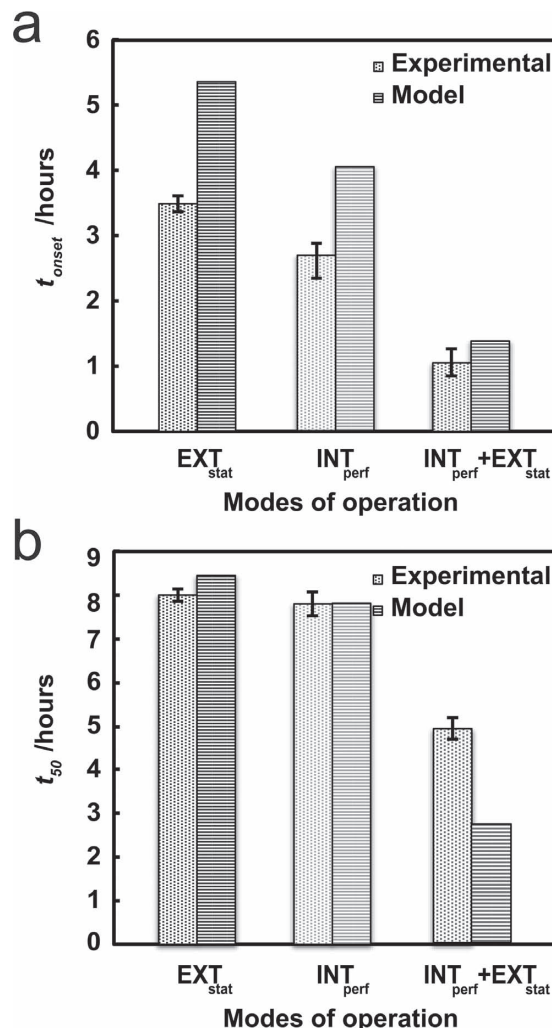 a
6
5
4
3
2
1
0
t_onset /hours
Experimental
Model
EXT_stat
INT_perf
INT_perf+EXT_stat
Modes of operation
b
9
8
7
6
5
4
3
2
1
0
t_50 /hours
Experimental
Model
EXT_stat
INT_perf
INT_perf+EXT_stat
Modes of operation